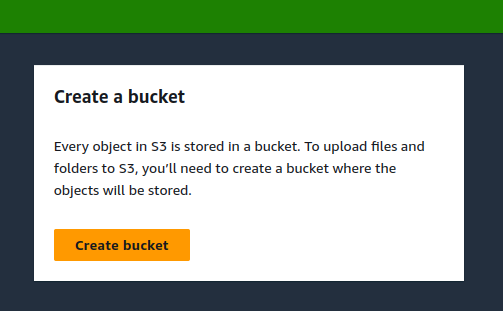 Create a bucket
Every object in S3 is stored in a bucket. To upload files and
folders to S3, you’ll need to create a bucket where the
objects will be stored.
Create bucket